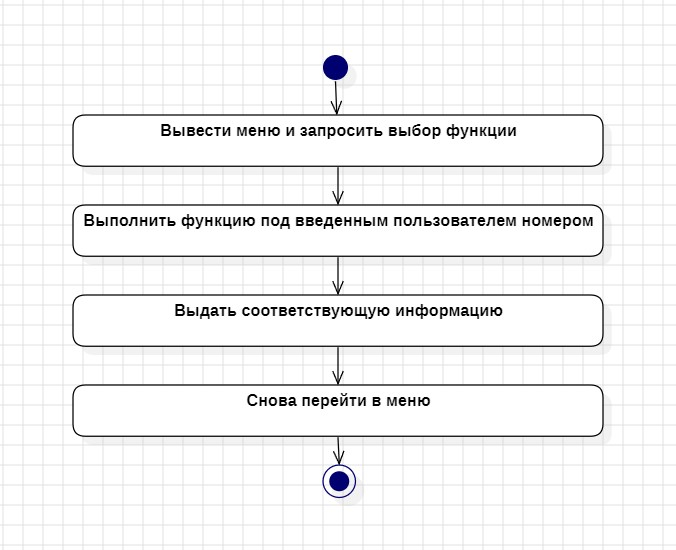 Вывести меню и запросить выбор функции
Выполнить функцию под введенным пользователем номером
Выдать соответствующую информацию
Снова перейти в меню